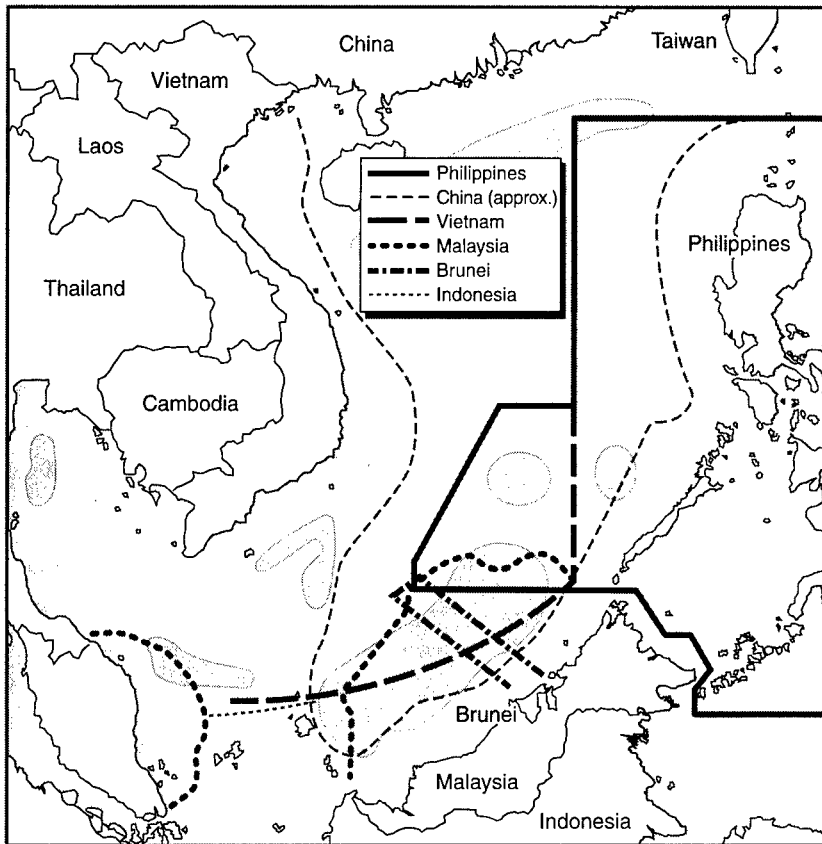 China
Taiwan
Vietnam
Laos
Philippines
China (approx.)
Vietnam
Malaysia
Brunei
Indonesia
Philippines
Thailand
Cambodia
Brunei
Malaysia
Indonesia